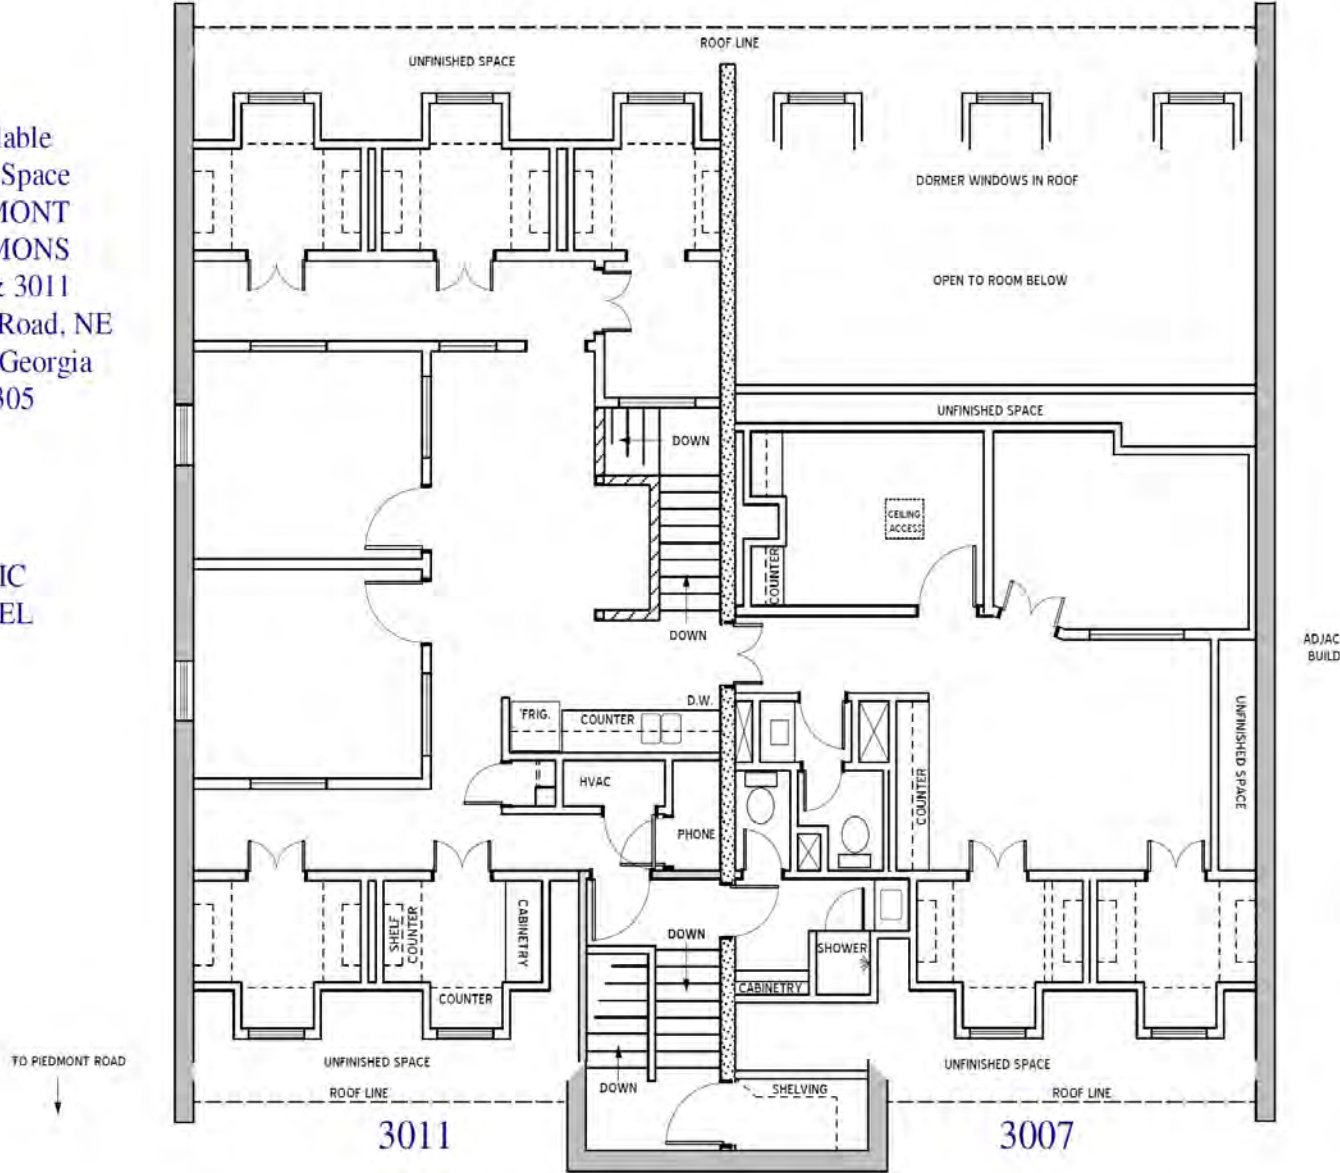 ROOF LINE
UNFINISHED SPACE
lable
Space
MONT
MONS
3011
Road, NE
Georgia
305
IC
EL
DORMER WINDOWS IN ROOF
OPEN TO ROOM BELOW
UNFINISHED SPACE
DOWN
CEILING
ACCESS
COUNTER
DOWN
ADJAC
BUILD
D.W.
FRIG.
COUNTER
UNFINISHED SPACE
HVAC
COUNTER
PHONE
SHELF
COUNTER
CABINETRY
COUNTER
DOWN
SHOWER
CABINETRY
TO PIEDMONT ROAD
UNFINISHED SPACE
UNFINISHED SPACE
DOWN
SHELVING
ROOF LINE
ROOF LINE
3011
3007